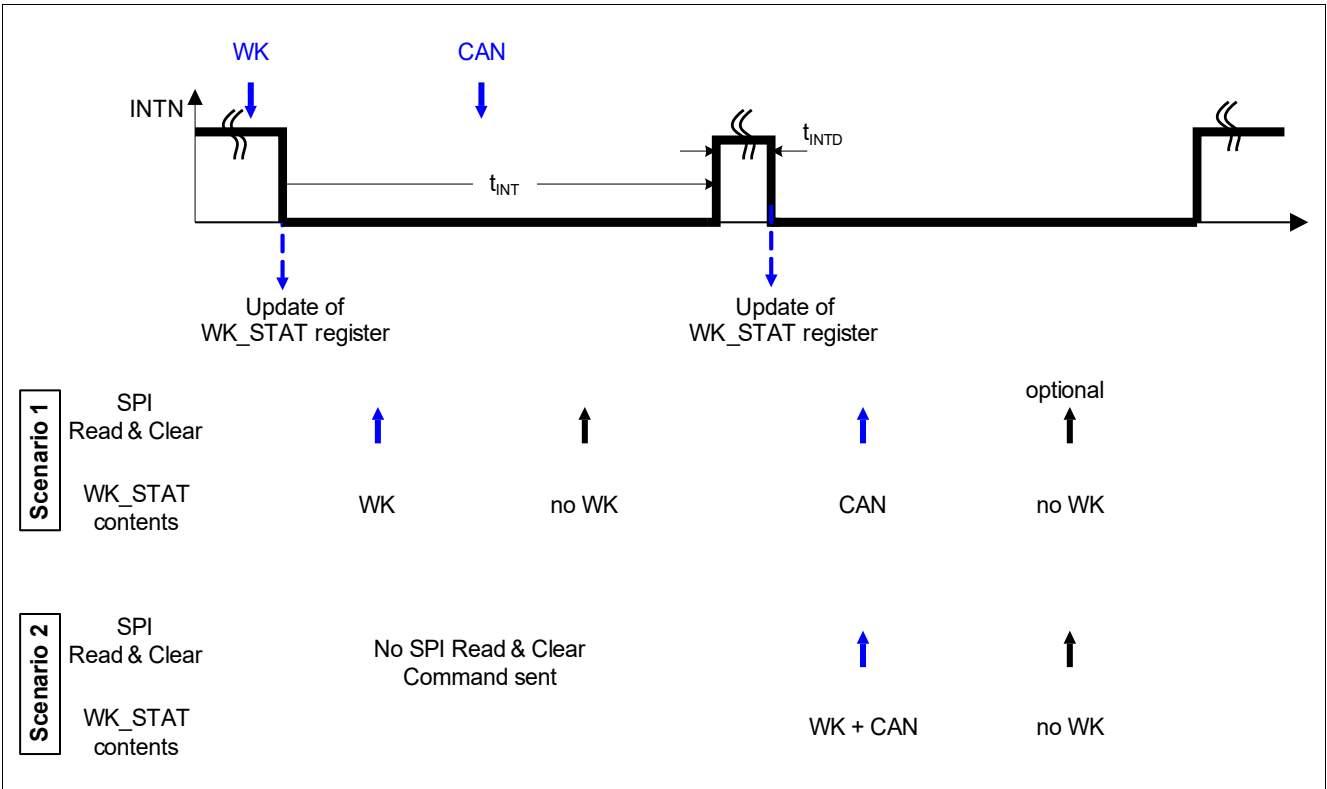 WK
CAN
INTN
tINTD
tINT
Update of
WK_STAT register
Update of
WK_STAT register
Scenario 1
SPI
Read & Clear
optional
WK_STAT
contents
WK
no WK
CAN
no WK
Scenario 2
SPI
Read & Clear
No SPI Read & Clear
Command sent
WK_STAT
contents
WK + CAN
no WK